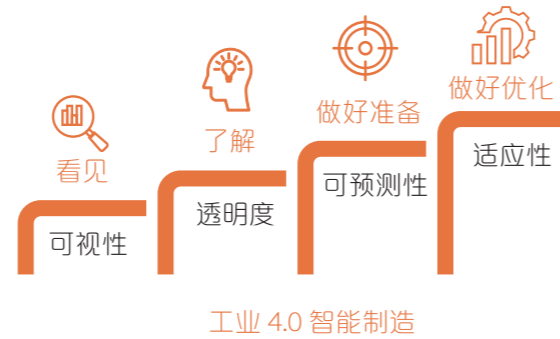 看见
可视性
了解
透明度
做好准备
可预测性
做好优化
适应性
工业 4.0 智能制造